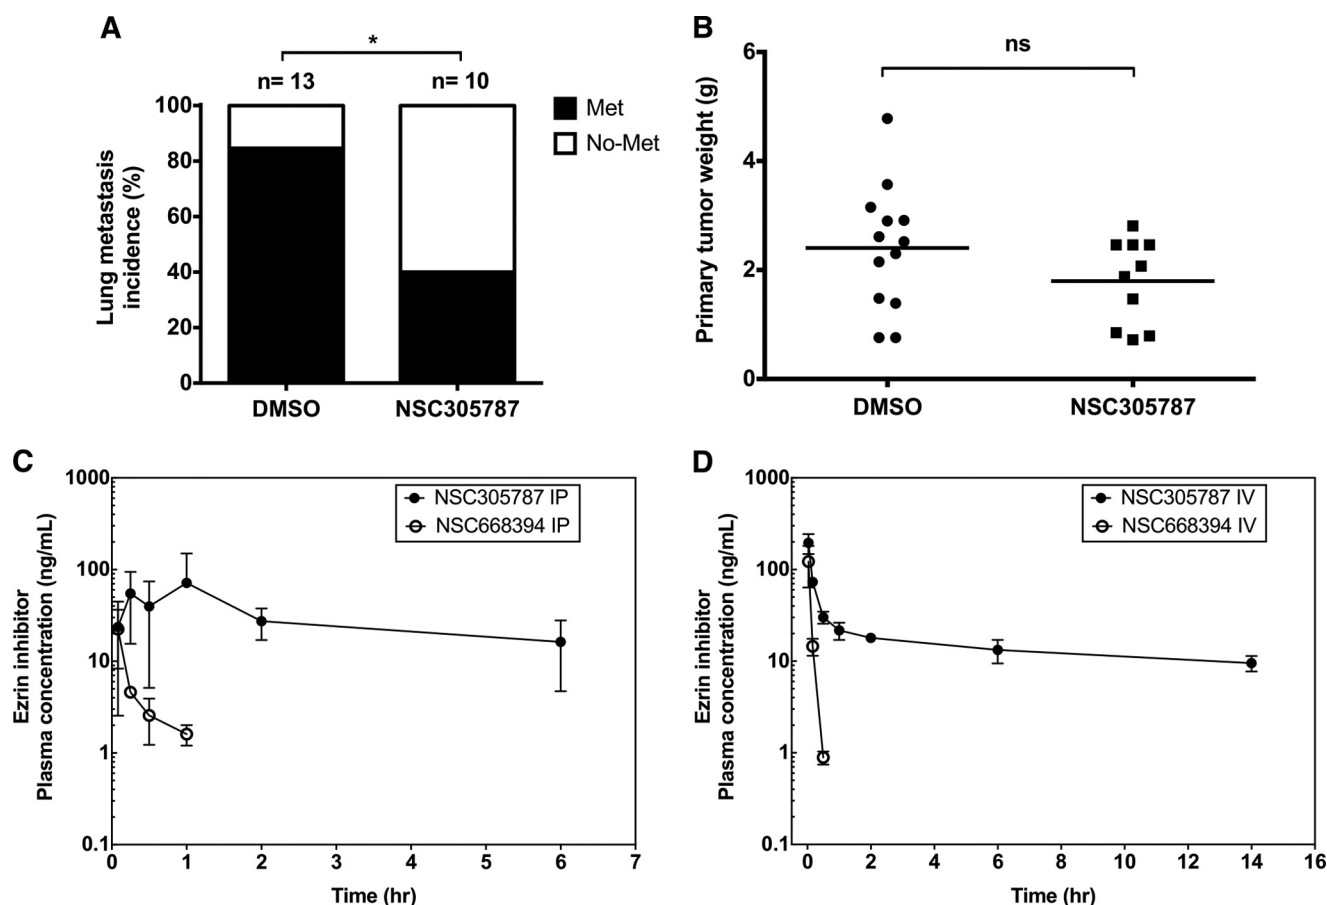 A
*
n= 13
n= 10
Met
No-Met
Lung metastasis
incidence (%)
100
80
60
40
20
0
DMSO
NSC305787
B
ns
Primary tumor weight (g)
6
4
2
0
DMSO
NSC305787
C
NSC305787 IP
NSC668394 IP
Ezrin inhibitor
Plasma concentration (ng/mL)
1000
100
10
1
0.1
0 1 2 3 4 5 6 7
Time (hr)
D
NSC305787 IV
NSC668394 IV
Ezrin inhibitor
Plasma concentration (ng/mL)
1000
100
10
1
0.1
0 2 4 6 8 10 12 14 16
Time (hr)